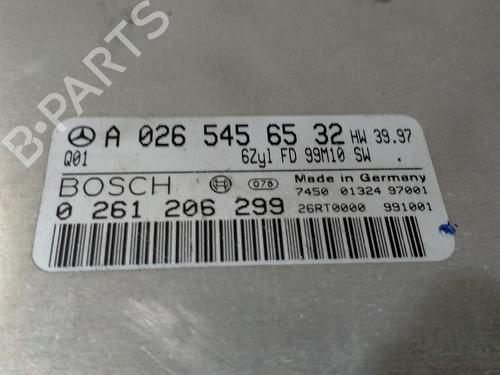 B-PARTS
A 026 545 65 32 HW 39.97
Q01 6Zyl FD 99M10 SW .
BOSCH 076 Made in Germany
7450 01324 97001
0 261 206 299 26RT0000 991001